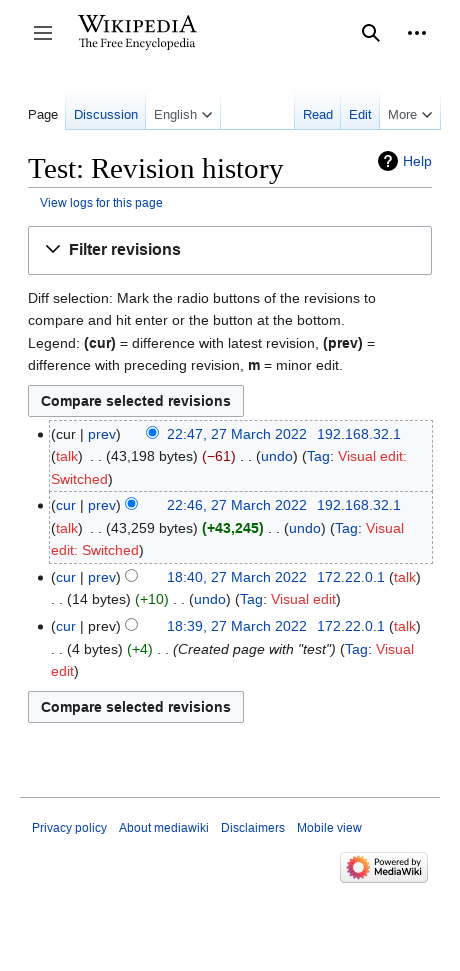 WIKIPEDIA
The Free Encyclopedia
Page Discussion English Read Edit More
Test: Revision history
Help
View logs for this page
Filter revisions
Diff selection: Mark the radio buttons of the revisions to
compare and hit enter or the button at the bottom.
Legend: (cur) = difference with latest revision, (prev) =
difference with preceding revision, m = minor edit.
Compare selected revisions
(cur | prev) 22:47, 27 March 2022 192.168.32.1
(talk) . . (43,198 bytes) (−61) . . (undo) (Tag: Visual edit:
Switched)
(cur | prev) 22:46, 27 March 2022 192.168.32.1
(talk) . . (43,259 bytes) (+43,245) . . (undo) (Tag: Visual
edit: Switched)
(cur | prev) 18:40, 27 March 2022 172.22.0.1 (talk)
. . (14 bytes) (+10) . . (undo) (Tag: Visual edit)
(cur | prev) 18:39, 27 March 2022 172.22.0.1 (talk)
. . (4 bytes) (+4) . . (Created page with "test") (Tag: Visual
edit)
Compare selected revisions
Privacy policy About mediawiki Disclaimers Mobile view
Powered by
MediaWiki